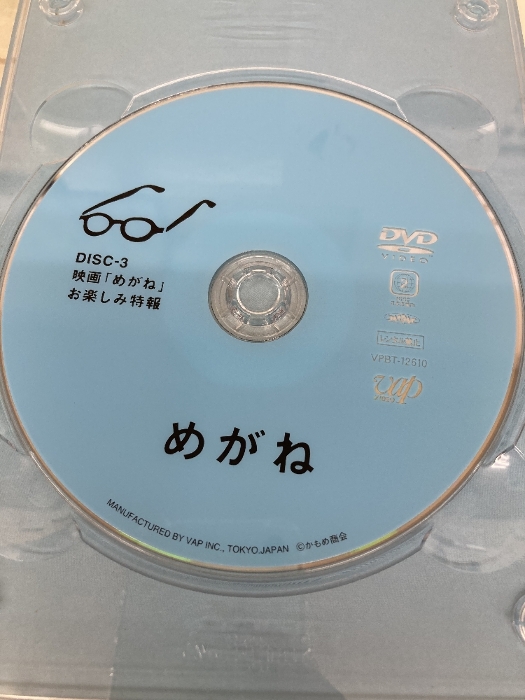 DISC-3
映画「めがね」
お楽しみ特報
DVD
VIDEO
VPBT-12610
vap
めがね
MANUFACTURED BY VAP INC., TOKYO.JAPAN ©かもめ商会